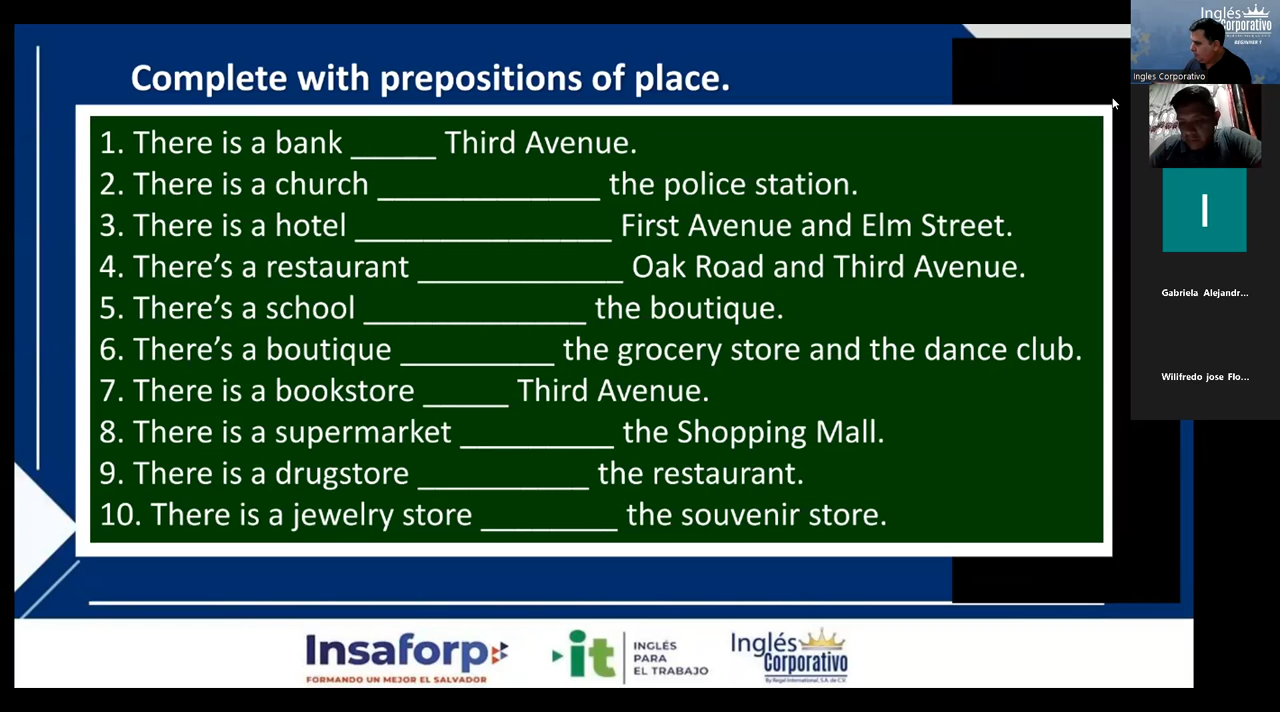 Complete with prepositions of place.
1. There is a bank _____ Third Avenue.
2. There is a church _____________ the police station.
3. There is a hotel _______________ First Avenue and Elm Street.
4. There’s a restaurant ____________ Oak Road and Third Avenue.
5. There’s a school _____________ the boutique.
6. There’s a boutique _________ the grocery store and the dance club.
7. There is a bookstore _____ Third Avenue.
8. There is a supermarket _________ the Shopping Mall.
9. There is a drugstore __________ the restaurant.
10. There is a jewelry store ________ the souvenir store.
Insaforp
FORMANDO UN MEJOR EL SALVADOR
it
INGLÉS
PARA
EL TRABAJO
Inglés
Corporativo
By Regal International, S.A. de C.V.
Inglés
Corporativo
BEGINNER 1
Ingles Corporativo
I
Gabriela Alejandr...
Wilifredo jose Flo...